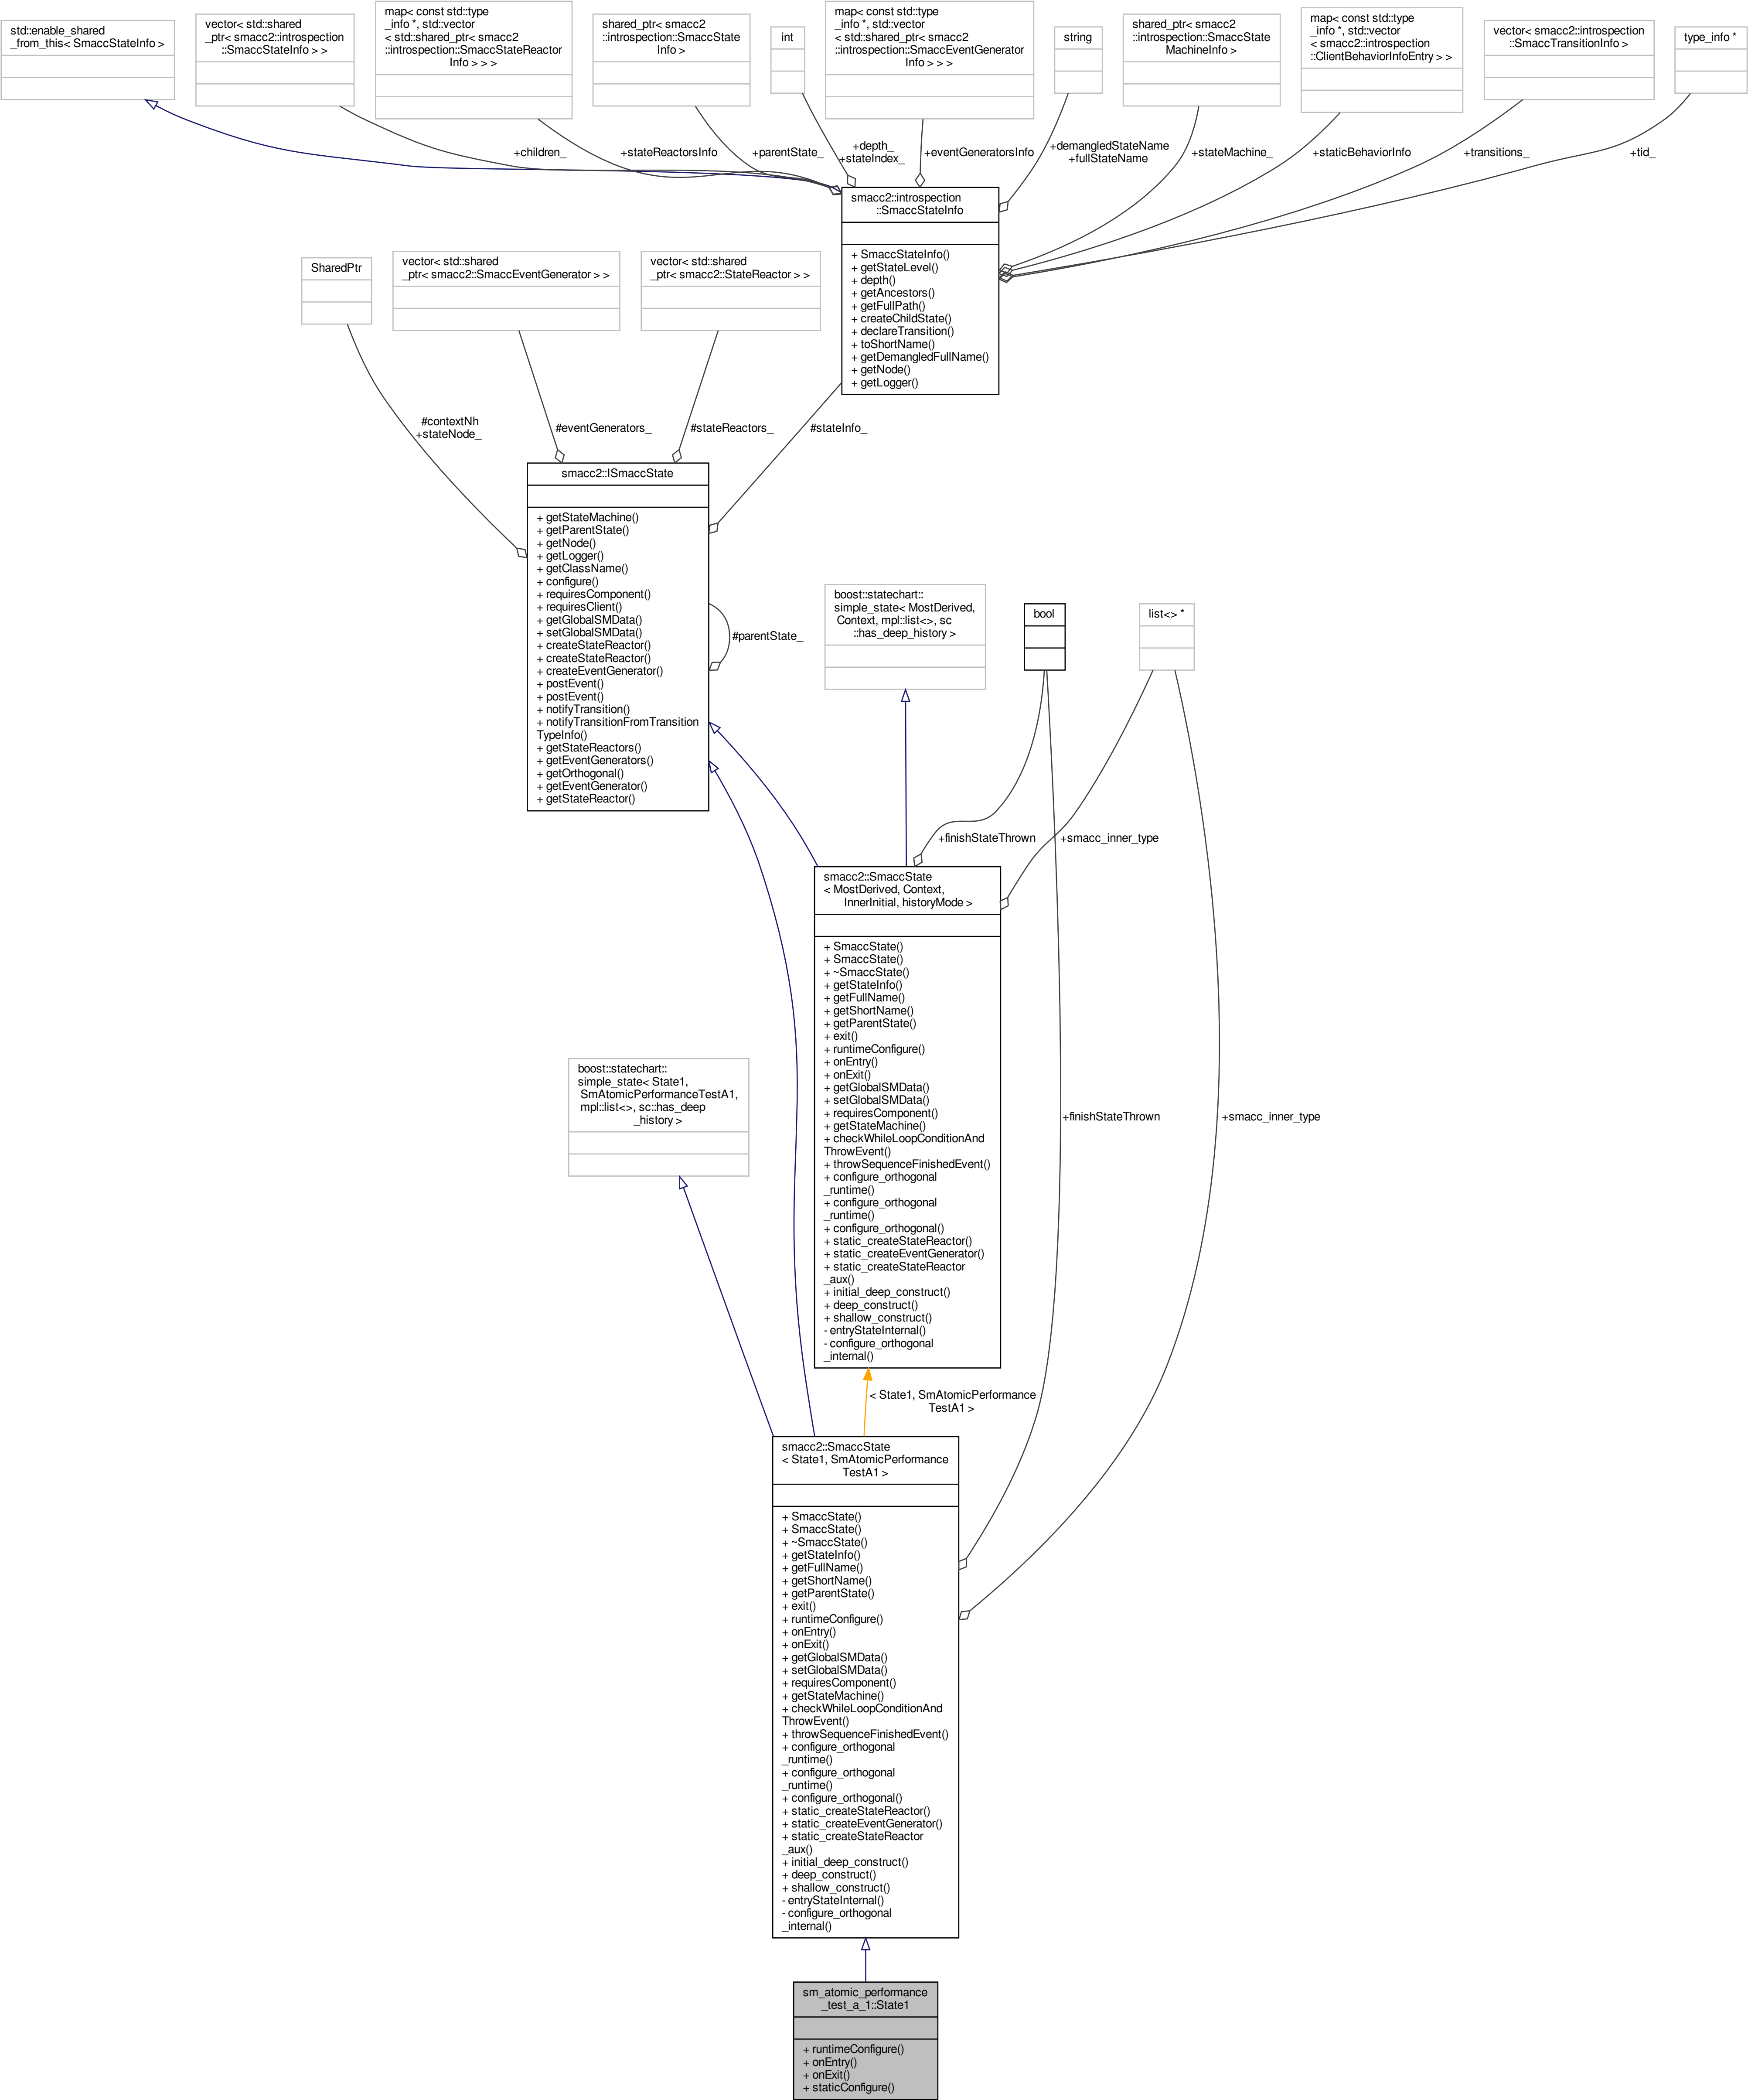 std::enable_shared
_from_this< SmaccStateInfo >
vector< std::shared
_ptr< smacc2::introspection
::SmaccStateInfo > >
map< const std::type
_info *, std::vector
< std::shared_ptr< smacc2
::introspection::SmaccStateReactor
Info > > >
shared_ptr< smacc2
::introspection::SmaccState
Info >
int
map< const std::type
_info *, std::vector
< std::shared_ptr< smacc2
::introspection::SmaccEventGenerator
Info > > >
string
shared_ptr< smacc2
::introspection::SmaccState
MachineInfo >
map< const std::type
_info *, std::vector
< smacc2::introspection
::ClientBehaviorInfoEntry > >
vector< smacc2::introspection
::SmaccTransitionInfo >
type_info *
+children_
+stateReactorsInfo
+parentState_
+depth_
+stateIndex_
+eventGeneratorsInfo
+demangledStateName
+fullStateName
+stateMachine_
+staticBehaviorInfo
+transitions_
+tid_
smacc2::introspection
::SmaccStateInfo
+ SmaccStateInfo()
+ getStateLevel()
+ depth()
+ getAncestors()
+ getFullPath()
+ createChildState()
+ declareTransition()
+ toShortName()
+ getDemangledFullName()
+ getNode()
+ getLogger()
SharedPtr
vector< std::shared
_ptr< smacc2::SmaccEventGenerator > >
vector< std::shared
_ptr< smacc2::StateReactor > >
#contextNh
+stateNode_
#eventGenerators_
#stateReactors_
#stateInfo_
smacc2::ISmaccState
+ getStateMachine()
+ getParentState()
+ getNode()
+ getLogger()
+ getClassName()
+ configure()
+ requiresComponent()
+ requiresClient()
+ getGlobalSMData()
+ setGlobalSMData()
+ createStateReactor()
+ createStateReactor()
+ createEventGenerator()
+ postEvent()
+ postEvent()
+ notifyTransition()
+ notifyTransitionFromTransition
TypeInfo()
+ getStateReactors()
+ getEventGenerators()
+ getOrthogonal()
+ getEventGenerator()
+ getStateReactor()
#parentState_
boost::statechart::
simple_state< MostDerived,
Context, mpl::list<>, sc
::has_deep_history >
bool
list<> *
+finishStateThrown
+smacc_inner_type
smacc2::SmaccState
< MostDerived, Context,
InnerInitial, historyMode >
+ SmaccState()
+ SmaccState()
+ ~SmaccState()
+ getStateInfo()
+ getFullName()
+ getShortName()
+ getParentState()
+ exit()
+ runtimeConfigure()
+ onEntry()
+ onExit()
+ getGlobalSMData()
+ setGlobalSMData()
+ requiresComponent()
+ getStateMachine()
+ checkWhileLoopConditionAnd
ThrowEvent()
+ throwSequenceFinishedEvent()
+ configure_orthogonal
_runtime()
+ configure_orthogonal
_runtime()
+ configure_orthogonal()
+ static_createStateReactor()
+ static_createEventGenerator()
+ static_createStateReactor
_aux()
+ initial_deep_construct()
+ deep_construct()
+ shallow_construct()
- entryStateInternal()
- configure_orthogonal
_internal()
boost::statechart::
simple_state< State1,
SmAtomicPerformanceTestA1,
mpl::list<>, sc::has_deep
_history >
+finishStateThrown
+smacc_inner_type
< State1, SmAtomicPerformance
TestA1 >
smacc2::SmaccState
< State1, SmAtomicPerformance
TestA1 >
+ SmaccState()
+ SmaccState()
+ ~SmaccState()
+ getStateInfo()
+ getFullName()
+ getShortName()
+ getParentState()
+ exit()
+ runtimeConfigure()
+ onEntry()
+ onExit()
+ getGlobalSMData()
+ setGlobalSMData()
+ requiresComponent()
+ getStateMachine()
+ checkWhileLoopConditionAnd
ThrowEvent()
+ throwSequenceFinishedEvent()
+ configure_orthogonal
_runtime()
+ configure_orthogonal
_runtime()
+ configure_orthogonal()
+ static_createStateReactor()
+ static_createEventGenerator()
+ static_createStateReactor
_aux()
+ initial_deep_construct()
+ deep_construct()
+ shallow_construct()
- entryStateInternal()
- configure_orthogonal
_internal()
sm_atomic_performance
_test_a_1::State1
+ runtimeConfigure()
+ onEntry()
+ onExit()
+ staticConfigure()